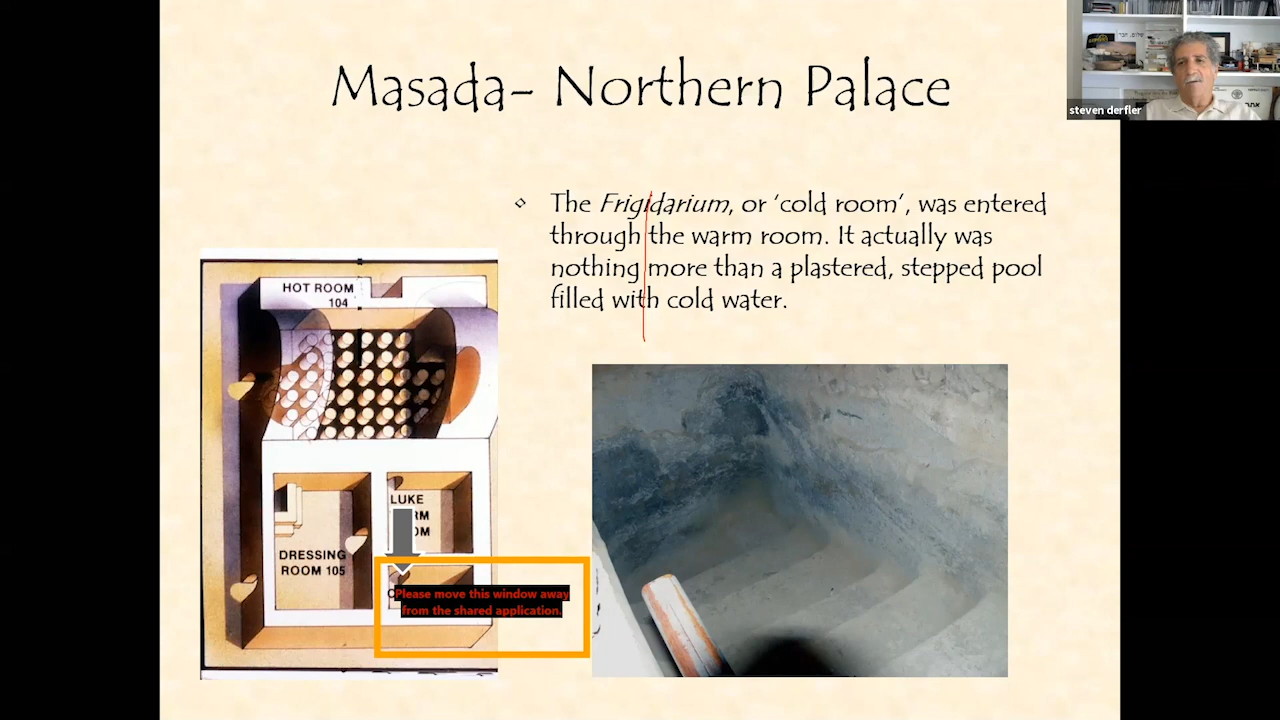 Masada- Northern Palace
steven derfler
◇ The Frigidarium, or ‘cold room’, was entered
through the warm room. It actually was
nothing more than a plastered, stepped pool
filled with cold water.
HOT ROOM
104
LUKE
DRESSING
ROOM 105
Please move this window away
from the shared application.